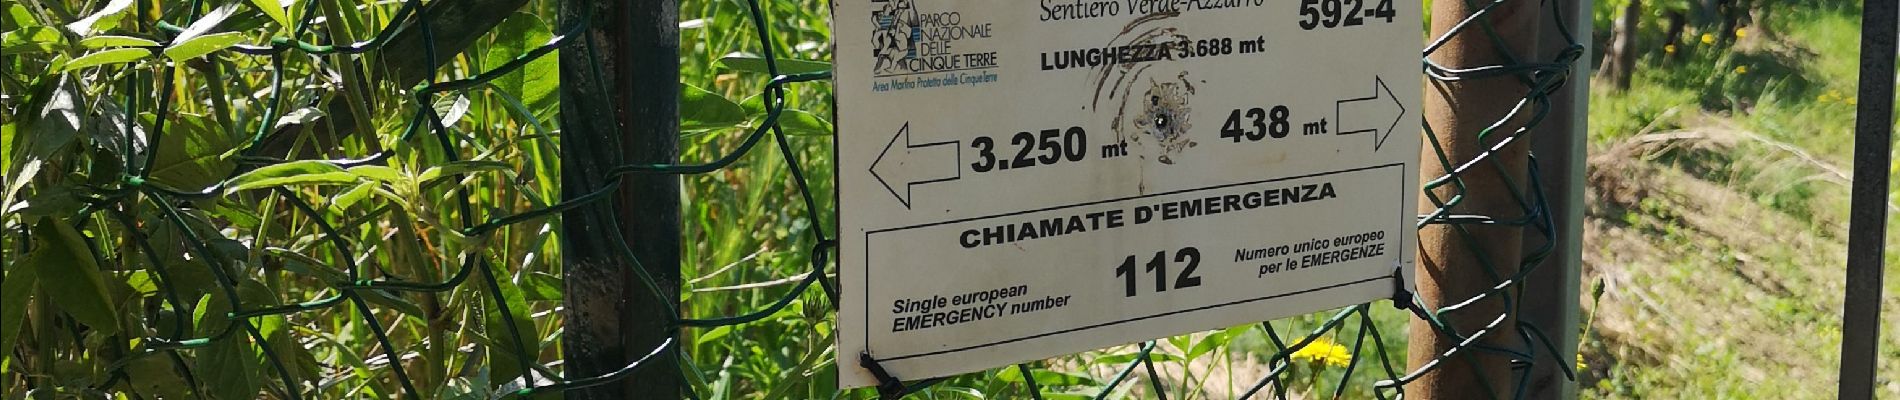 PARCO
NAZIONALE
DELLE
CINQUE TERRE
Area Marina Protetta delle Cinque Terre
Sentiero Verde-Azzurro
592-4
LUNGHEZZA 3.688 mt
3.250 mt
438 mt
CHIAMATE D'EMERGENZA
Single european
EMERGENCY number
112
Numero unico europeo
per le EMERGENZE